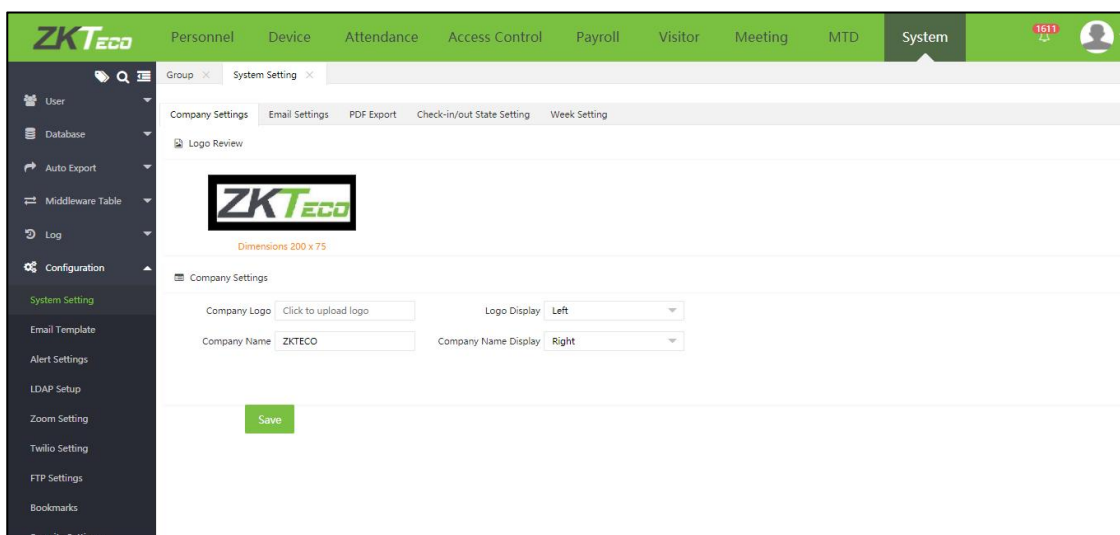 ZKTeco
Personnel Device Attendance Access Control Payroll Visitor Meeting MTD System 1611
Group × System Setting ×
User
Company Settings Email Settings PDF Export Check-in/out State Setting Week Setting
Database
Logo Review
Auto Export
Middleware Table
ZKTeco
Log
Dimensions 200 x 75
Configuration
Company Settings
System Setting
Company Logo Click to upload logo Logo Display Left
Email Template
Company Name ZKTECO Company Name Display Right
Alert Settings
LDAP Setup
Zoom Setting
Save
Twilio Setting
FTP Settings
Bookmarks